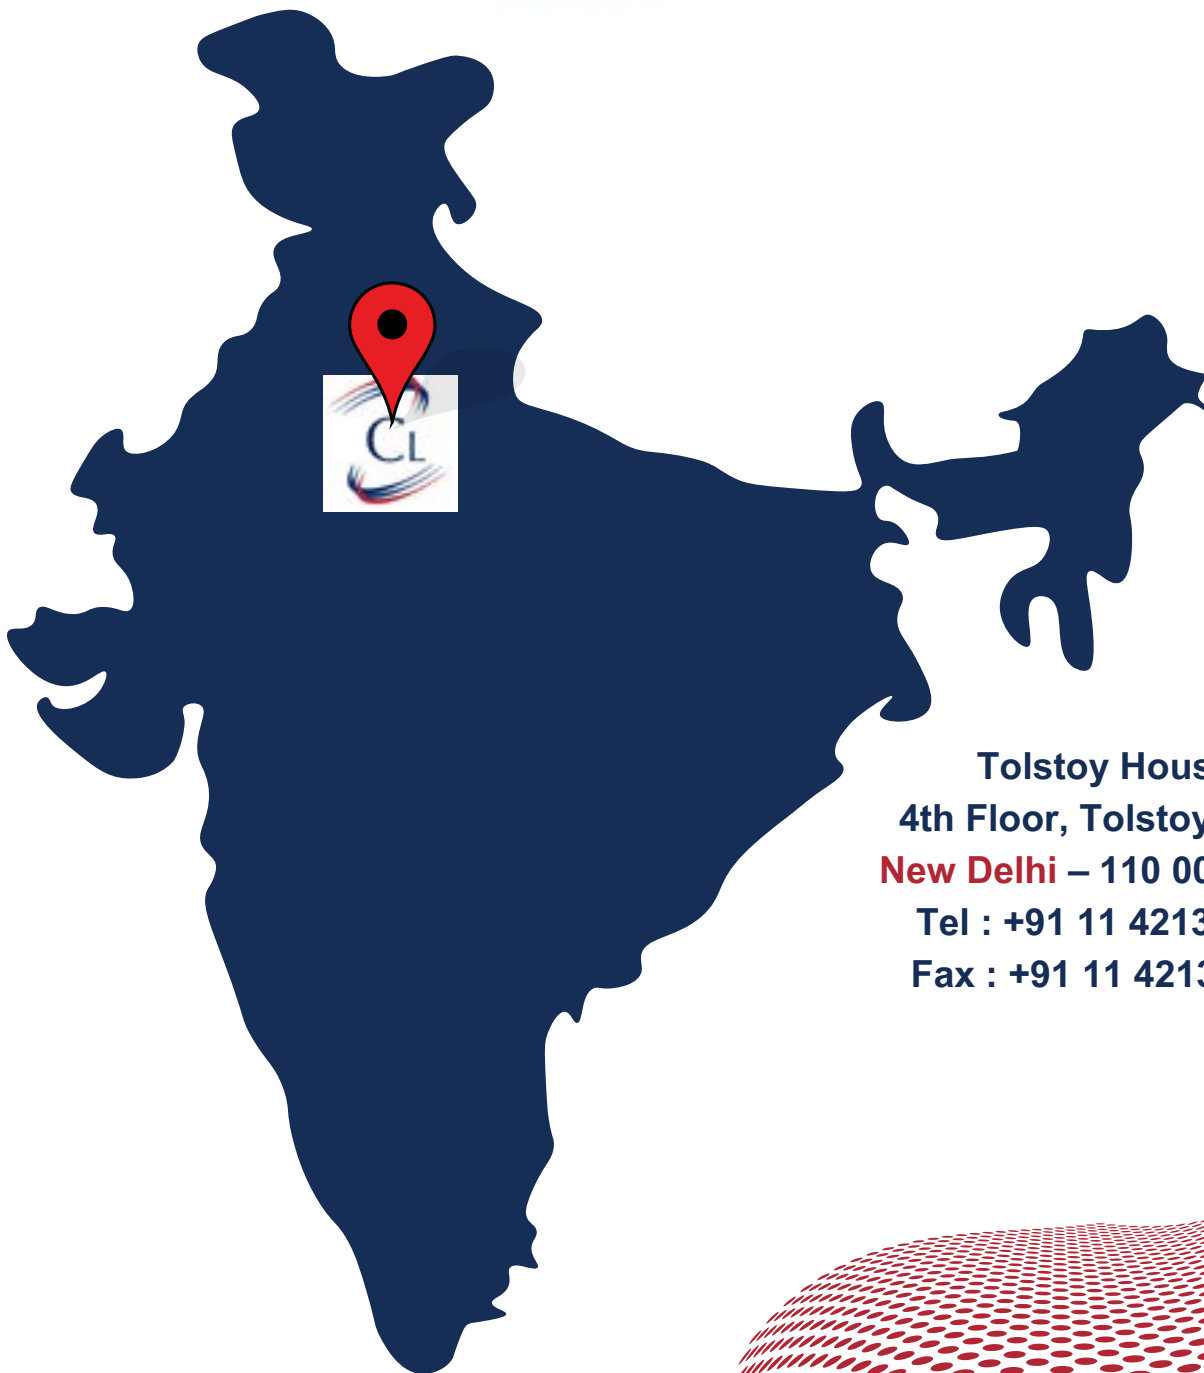 CL
Tolstoy Hous
4th Floor, Tolstoy
New Delhi – 110 00
Tel : +91 11 4213
Fax : +91 11 4213